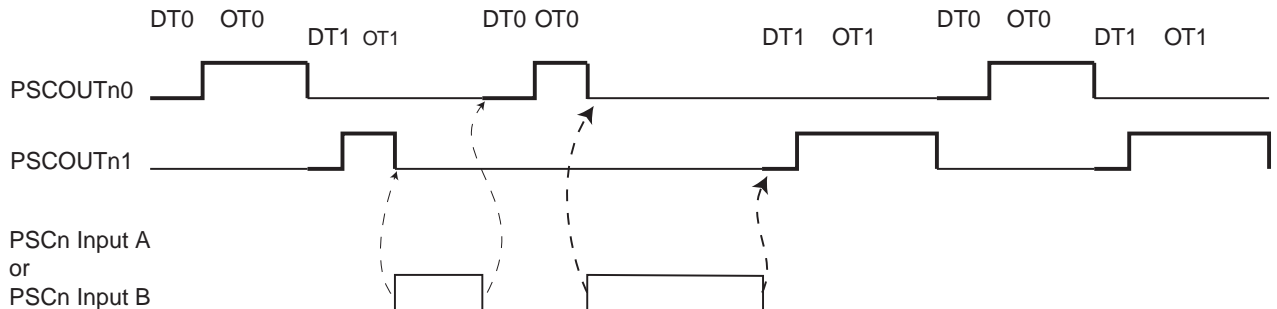 DT0 OT0 DT0 OT0 DT0 OT0
DT1 OT1 DT1 OT1 DT1 OT1
PSCOUTn0
PSCOUTn1
PSCn Input A
or
PSCn Input B